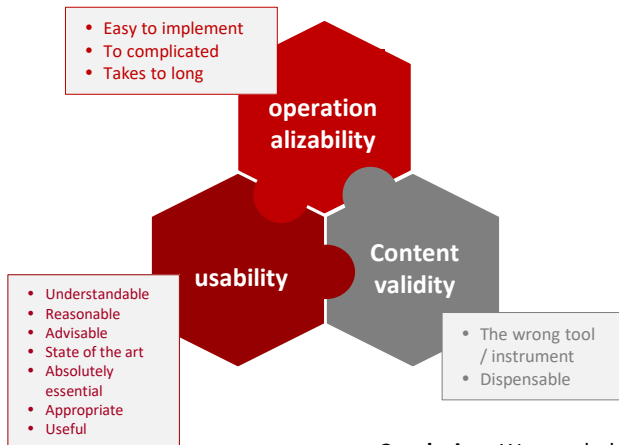 • Easy to implement
• To complicated
• Takes to long
operation
alizability
usability
Content
validity
• Understandable
• Reasonable
• Advisable
• State of the art
• Absolutely
essential
• Appropriate
• Useful
• The wrong tool
/ instrument
• Dispensable